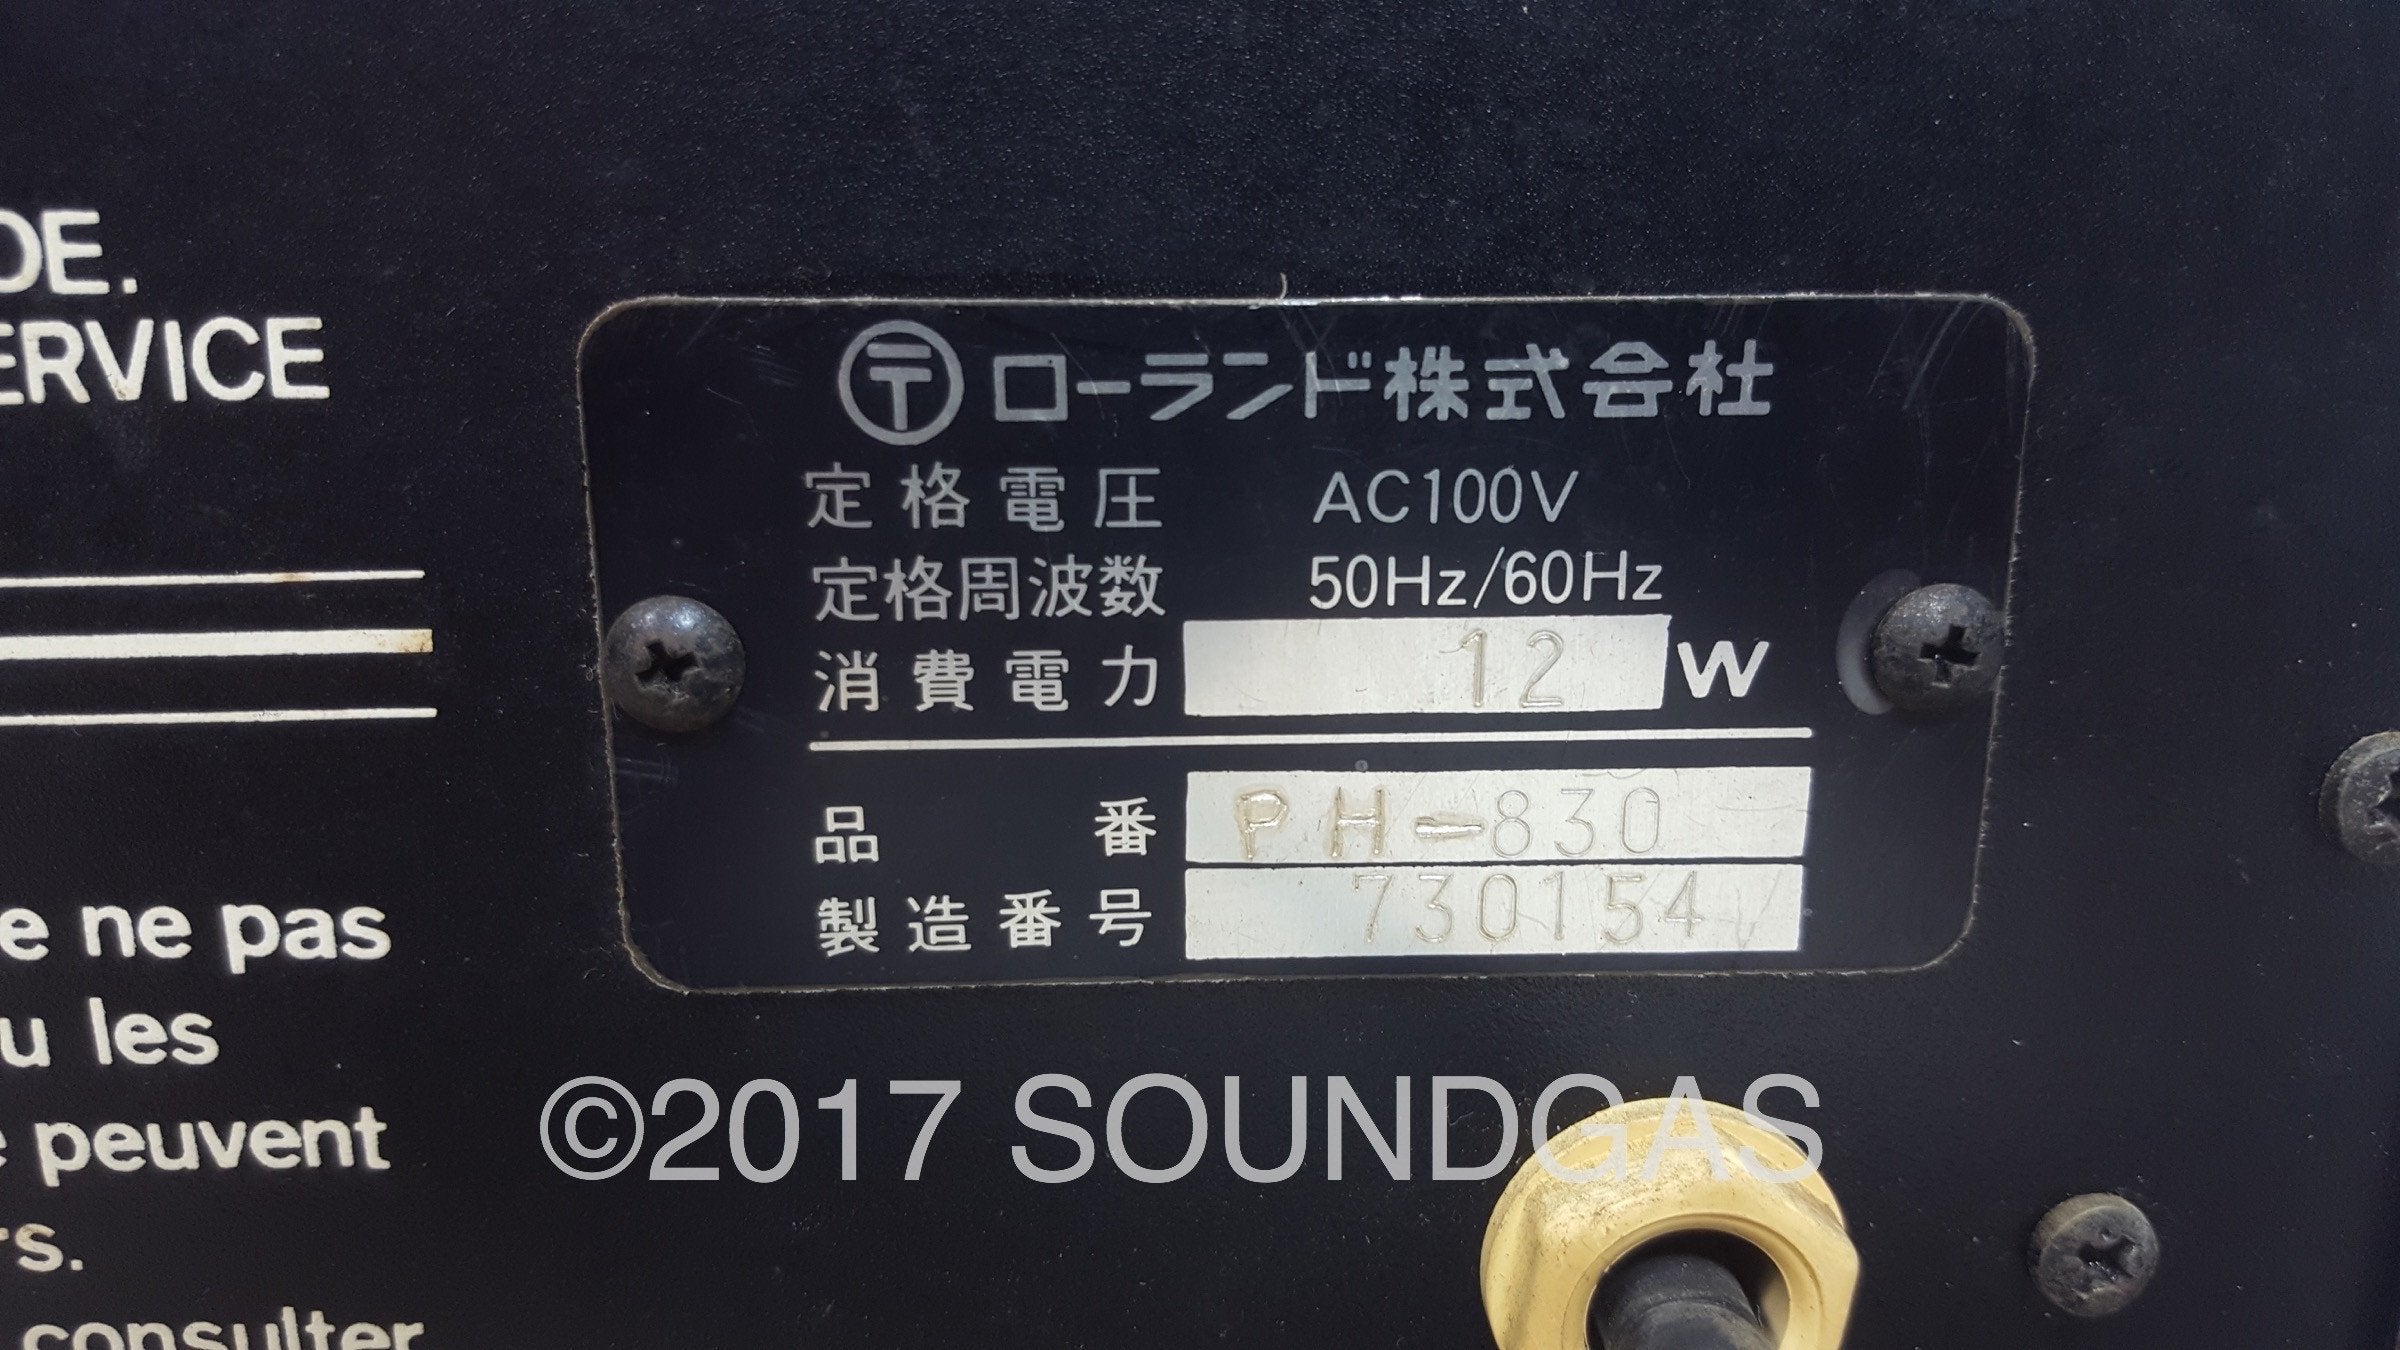 DE.
ERVICE
e ne pas
u les
e peuvent
rs.
consulter
〒 ローランド株式会社
定格電圧 AC100V
定格周波数 50Hz/60Hz
消費電力 12 W
品番 PH-830
製造番号 730154
©2017 SOUNDGAS